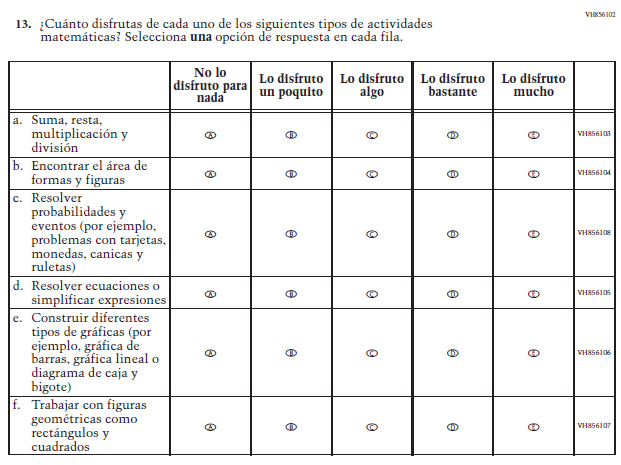 VH856102
13. ¿Cuánto disfrutas de cada uno de los siguientes tipos de actividades
matemáticas? Selecciona una opción de respuesta en cada fila.
No lo
disfruto para
nada
Lo disfruto
un poquito
Lo disfruto
algo
Lo disfruto
bastante
Lo disfruto
mucho
a. Suma, resta,
multiplicación y
división
A B C D E VH856103
b. Encontrar el área de
formas y figuras
A B C D E VH856104
c. Resolver
probabilidades y
eventos (por ejemplo,
problemas con tarjetas,
monedas, canicas y
ruletas)
A B C D E VH856108
d. Resolver ecuaciones o
simplificar expresiones
A B C D E VH856105
e. Construir diferentes
tipos de gráficas (por
ejemplo, gráfica de
barras, gráfica lineal o
diagrama de caja y
bigote)
A B C D E VH856106
f. Trabajar con figuras
geométricas como
rectángulos y
cuadrados
A B C D E VH856107